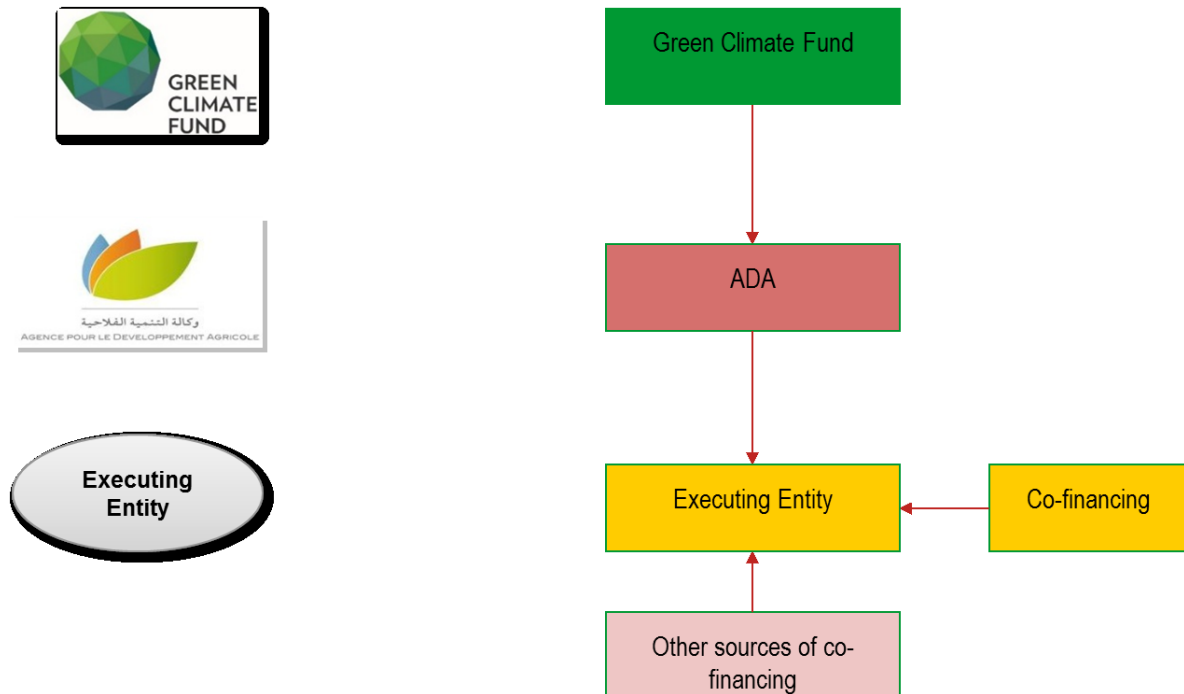 GREEN
CLIMATE
FUND
Green Climate Fund
وكالة التنمية الفلاحية
AGENCE POUR LE DEVELOPPEMENT AGRICOLE
ADA
Executing
Entity
Executing Entity
Co-financing
Other sources of co-
financing